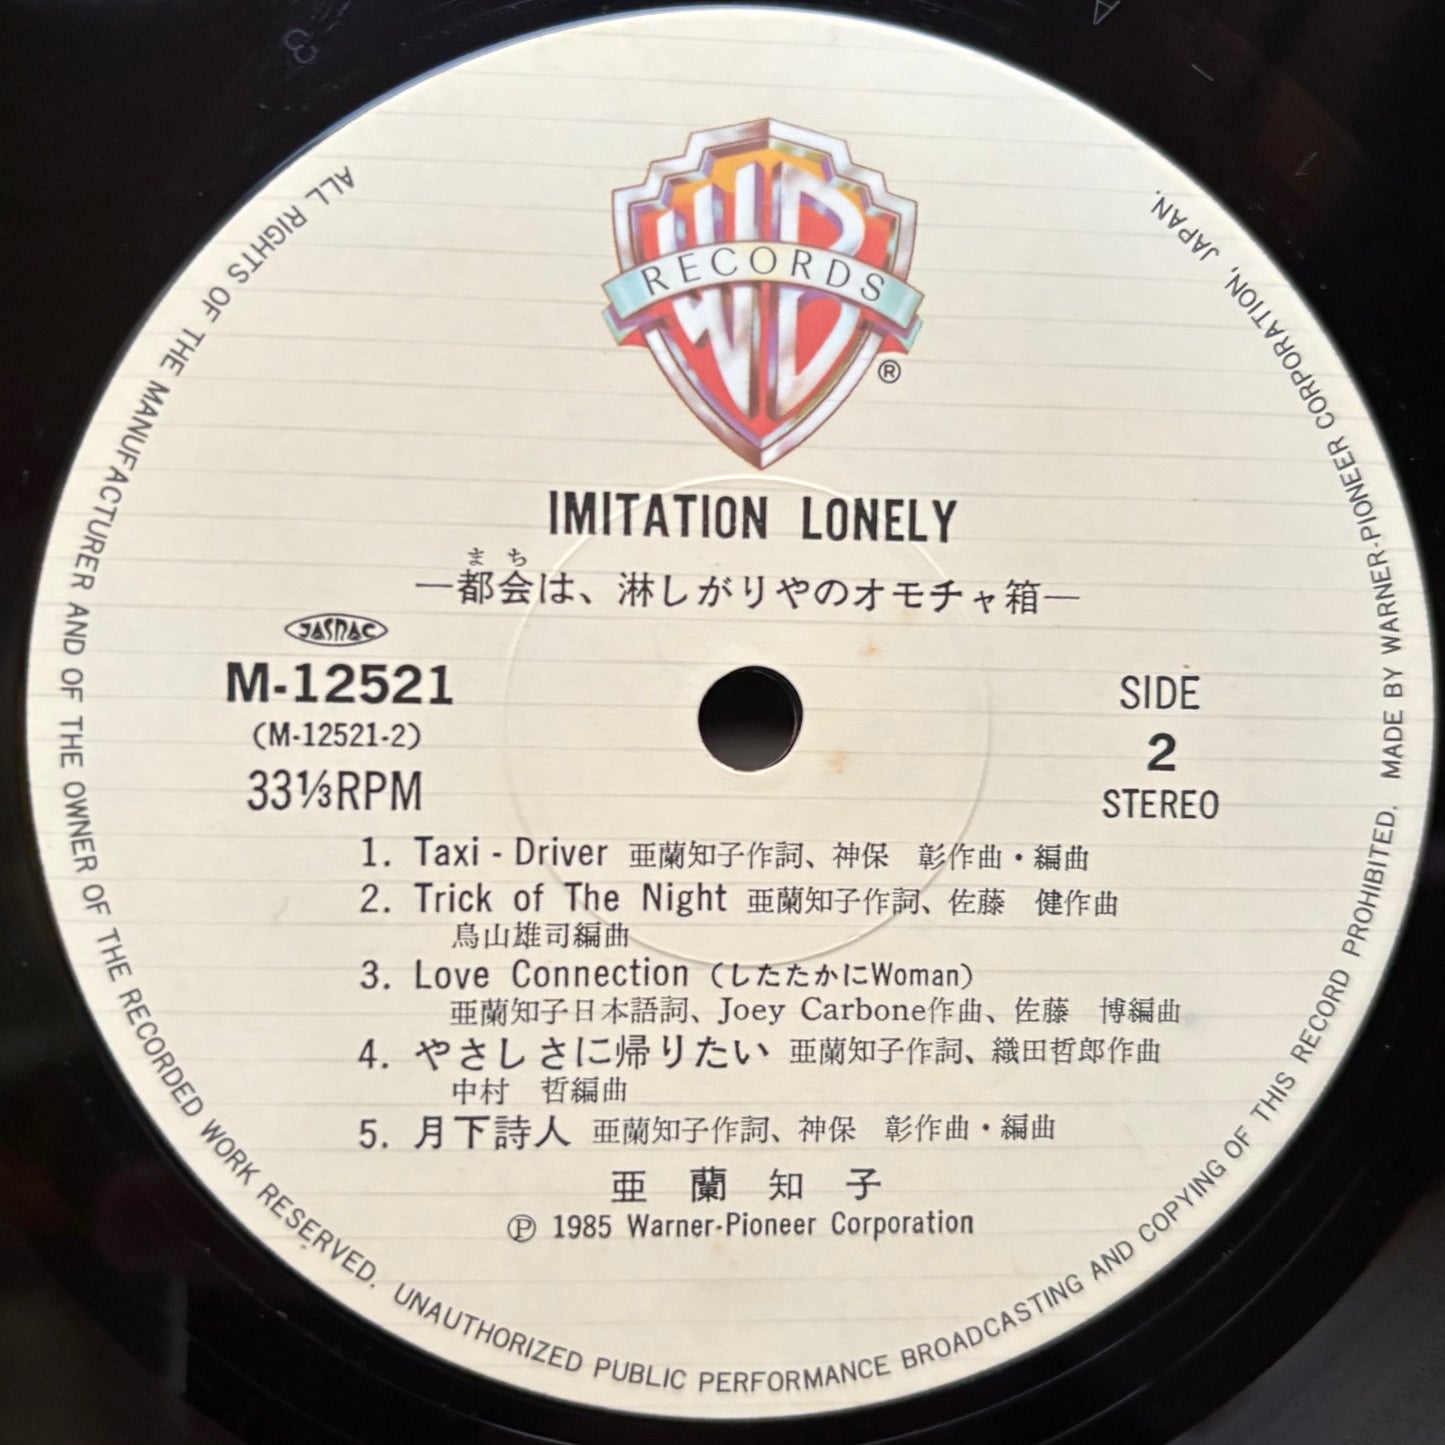 WB
RECORDS
®
IMITATION LONELY
まち
―都会は、淋しがりやのオモチャ箱―
JASRAC
M-12521
(M-12521-2)
33⅓RPM
SIDE
2
STEREO
1. Taxi - Driver 亜蘭知子作詞、神保 彰作曲・編曲
2. Trick of The Night 亜蘭知子作詞、佐藤 健作曲
鳥山雄司編曲
3. Love Connection (したたかにWoman)
亜蘭知子日本語詞、Joey Carbone作曲、佐藤 博編曲
4. やさしさに帰りたい 亜蘭知子作詞、織田哲郎作曲
中村 哲編曲
5. 月下詩人 亜蘭知子作詞、神保 彰作曲・編曲
亜蘭知子
Ⓟ 1985 Warner-Pioneer Corporation
ALL RIGHTS OF THE MANUFACTURER AND OF THE OWNER OF THE RECORDED WORK RESERVED. UNAUTHORIZED PUBLIC PERFORMANCE BROADCASTING AND COPYING OF THIS RECORD PROHIBITED. MADE BY WARNER-PIONEER CORPORATION, JAPAN.